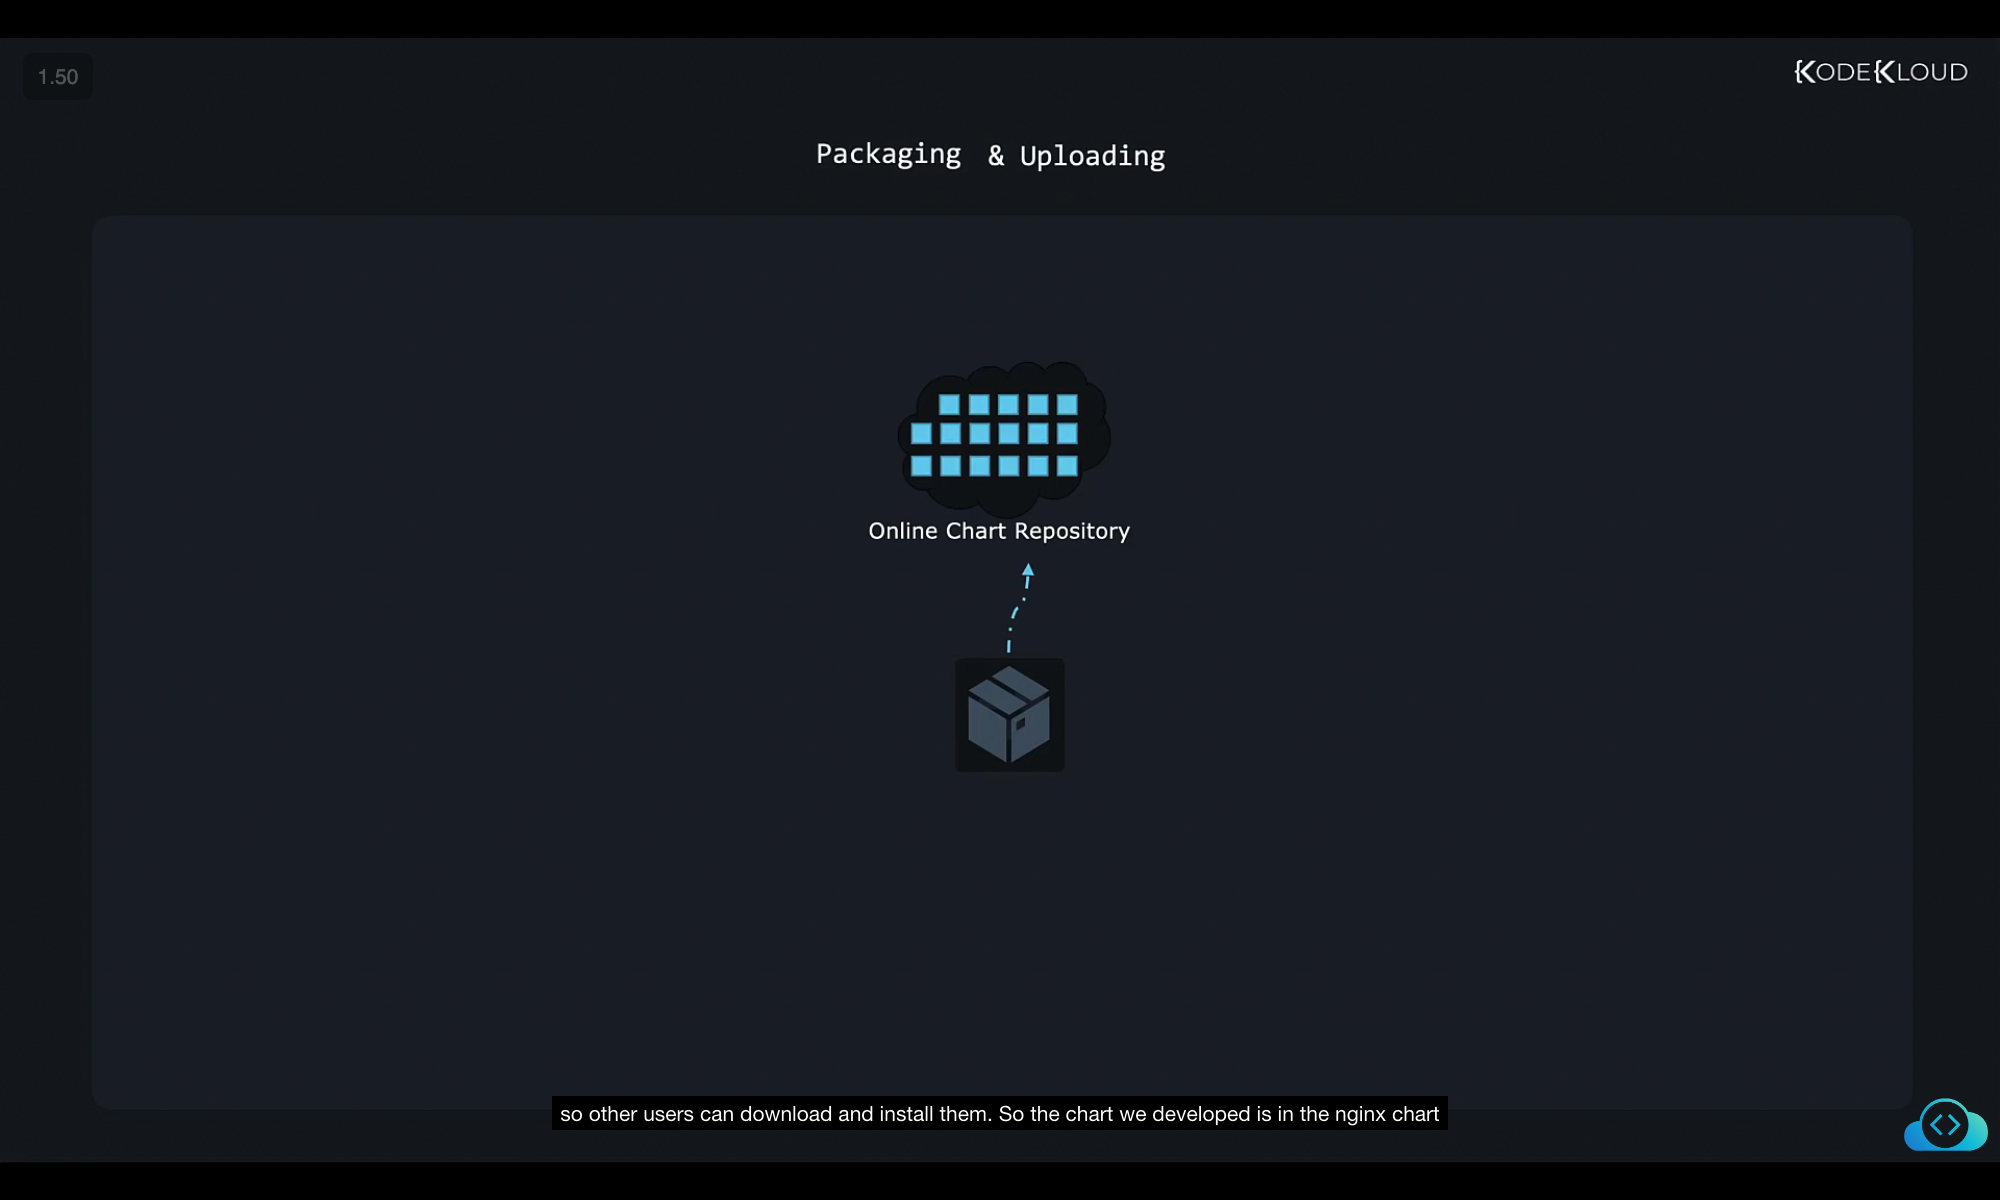 1.50
KODEKLOUD
Packaging & Uploading
Online Chart Repository
so other users can download and install them. So the chart we developed is in the nginx chart